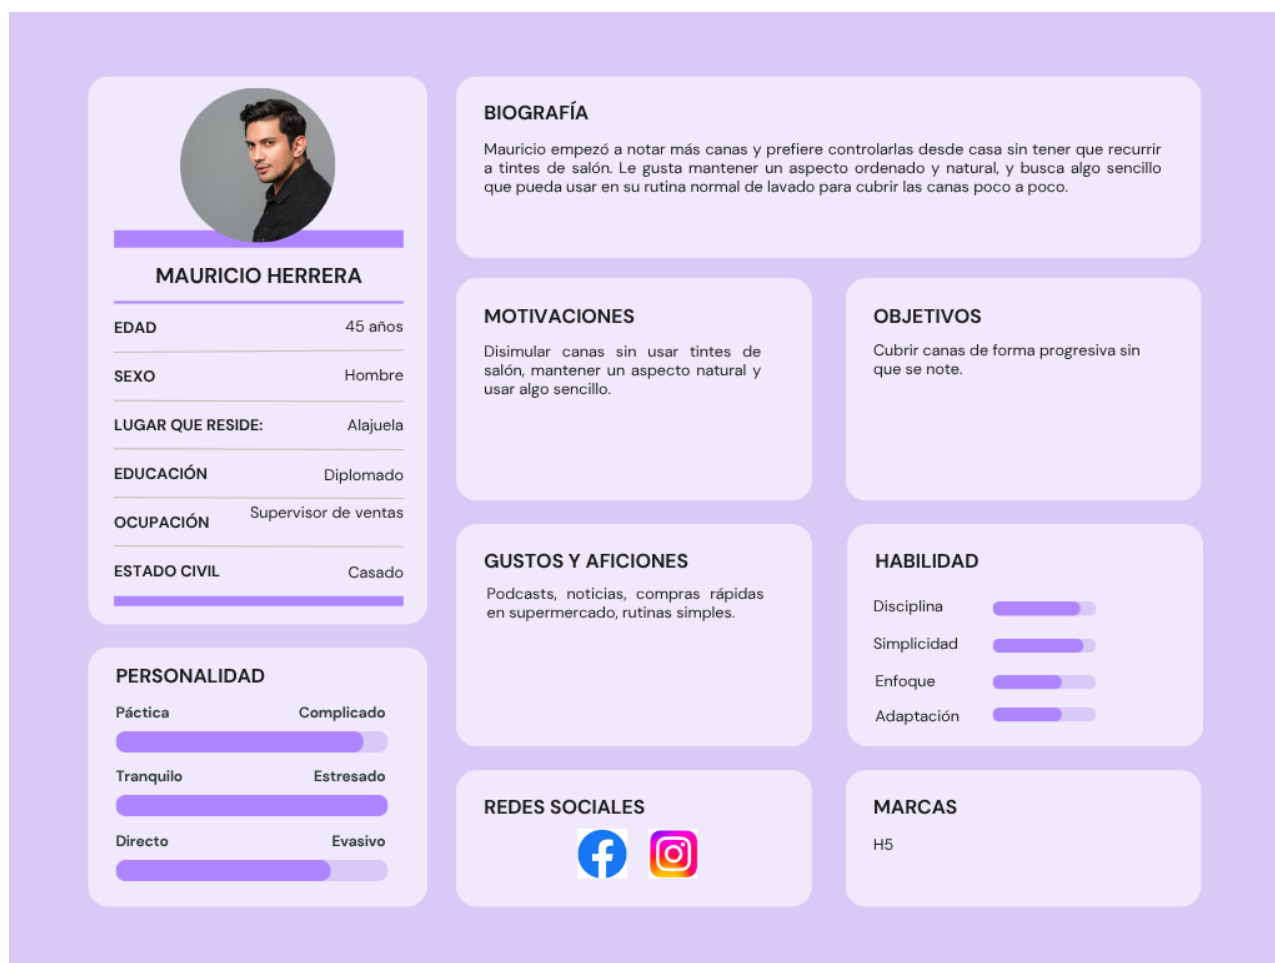 MAURICIO HERRERA
EDAD 45 años
SEXO Hombre
LUGAR QUE RESIDE: Alajuela
EDUCACIÓN Diplomado
OCUPACIÓN Supervisor de ventas
ESTADO CIVIL Casado
PERSONALIDAD
Páctica Complicado
Tranquilo Estresado
Directo Evasivo
BIOGRAFÍA
Mauricio empezó a notar más canas y prefiere controlarlas desde casa sin tener que recurrir
a tintes de salón. Le gusta mantener un aspecto ordenado y natural, y busca algo sencillo
que pueda usar en su rutina normal de lavado para cubrir las canas poco a poco.
MOTIVACIONES
Disimular canas sin usar tintes de
salón, mantener un aspecto natural y
usar algo sencillo.
OBJETIVOS
Cubrir canas de forma progresiva sin
que se note.
GUSTOS Y AFICIONES
Podcasts, noticias, compras rápidas
en supermercado, rutinas simples.
HABILIDAD
Disciplina
Simplicidad
Enfoque
Adaptación
REDES SOCIALES
MARCAS
H5